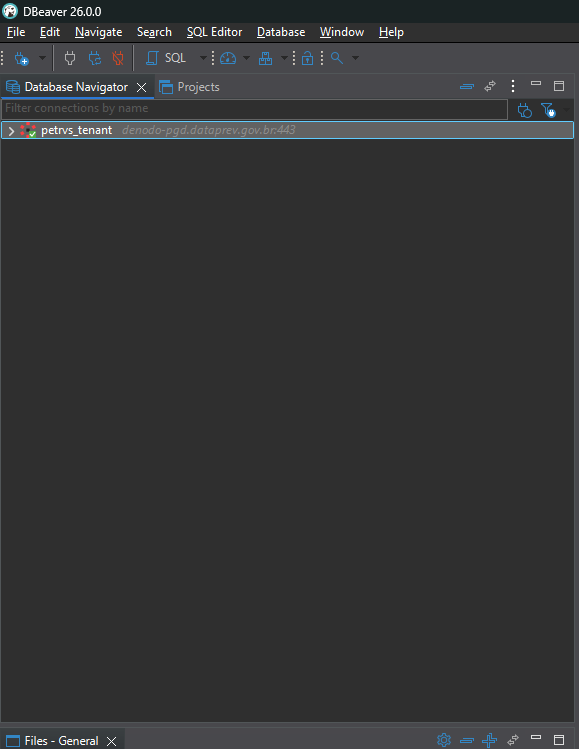 DBeaver 26.0.0
File Edit Navigate Search SQL Editor Database Window Help
SQL
Database Navigator Projects
Filter connections by name
petrvs_tenant denodo-pgd.dataprev.gov.br:443
Files - General